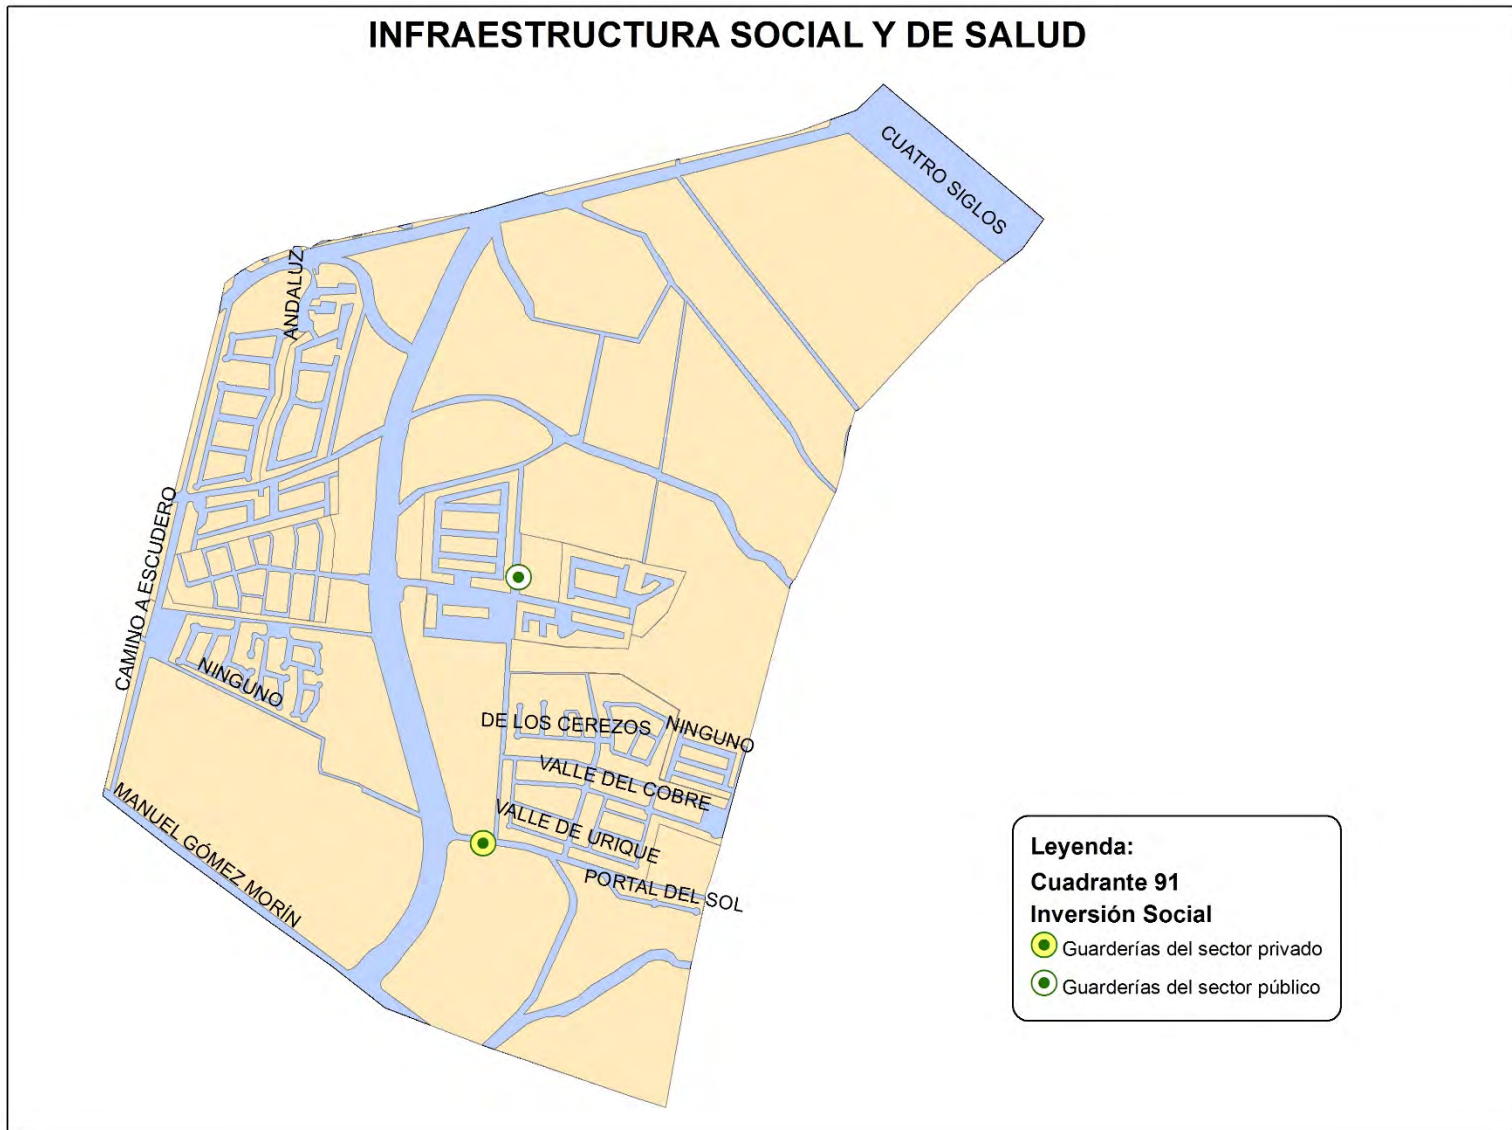 INFRAESTRUCTURA SOCIAL Y DE SALUD
CUATRO SIGLOS
ANDALUZ
CAMINO A ESCUDERO
NINGUNO
DE LOS CEREZOS
NINGUNO
VALLE DEL COBRE
VALLE DE URIQUE
MANUEL GÓMEZ MORÍN
PORTAL DEL SOL
Leyenda:
Cuadrante 91
Inversión Social
Guarderías del sector privado
Guarderías del sector público